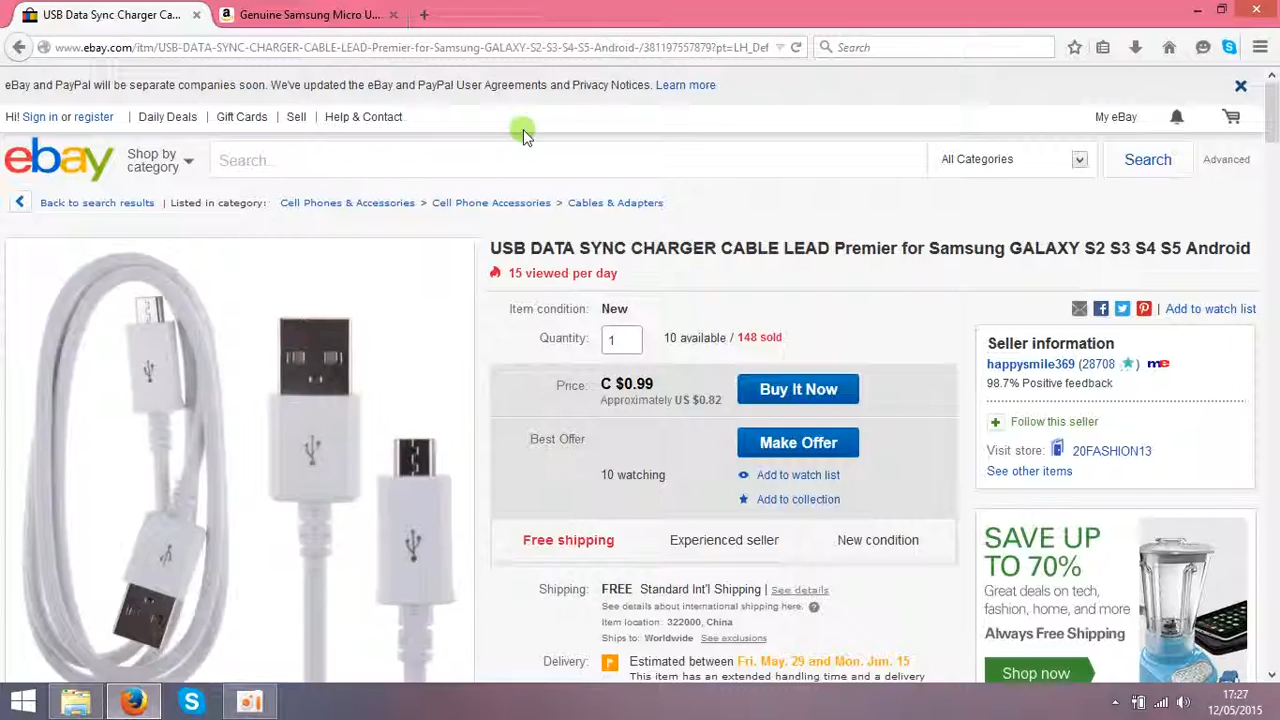 USB Data Sync Charger Ca...
Genuine Samsung Micro U...
www.ebay.com/itm/USB-DATA-SYNC-CHARGER-CABLE-LEAD-Premier-for-Samsung-GALAXY-S2-S3-S4-S5-Android-/381197557879?pt=LH_Def
Search
eBay and PayPal will be separate companies soon. We've updated the eBay and PayPal User Agreements and Privacy Notices. Learn more
Hi! Sign in or register | Daily Deals | Gift Cards | Sell | Help & Contact
My eBay
ebay
Shop by category
Search...
All Categories
Search
Advanced
Back to search results | Listed in category: Cell Phones & Accessories > Cell Phone Accessories > Cables & Adapters
USB DATA SYNC CHARGER CABLE LEAD Premier for Samsung GALAXY S2 S3 S4 S5 Android
15 viewed per day
Item condition: New
| Add to watch list
Quantity: 1 10 available / 148 sold
Price: C $0.99
Approximately US $0.82
Buy It Now
Best Offer
Make Offer
10 watching
Add to watch list
Add to collection
Free shipping Experienced seller New condition
Shipping: FREE Standard Int'l Shipping | See details
See details about international shipping here.
Item location: 322000, China
Ships to: Worldwide See exclusions
Delivery: Estimated between Fri. May. 29 and Mon. Jun. 15
This item has an extended handling time and a delivery
Seller information
happysmile369 (28708 ) me
98.7% Positive feedback
Follow this seller
Visit store: 20FASHION13
See other items
SAVE UP
TO 70%
Great deals on tech,
fashion, home, and more
Always Free Shipping
Shop now
17:27
12/05/2015